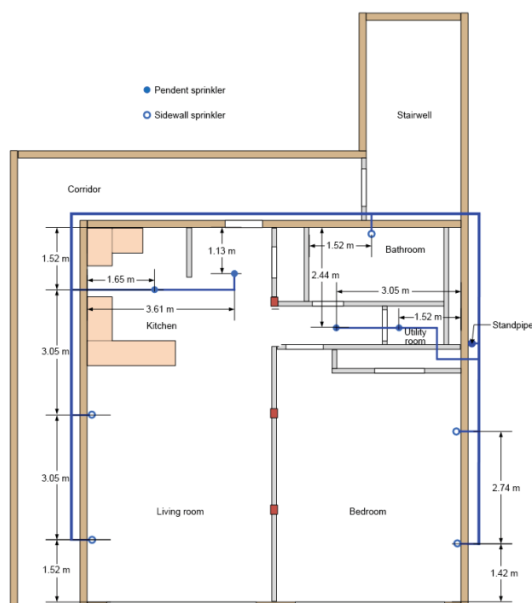 Pendent sprinkler
Sidewall sprinkler
Stairwell
Corridor
1.52 m
1.13 m
1.52 m
Bathroom
2.44 m
1.65 m
3.05 m
3.61 m
1.52 m
Kitchen
Utility
room
Standpipe
3.05 m
3.05 m
2.74 m
Living room
Bedroom
1.52 m
1.42 m